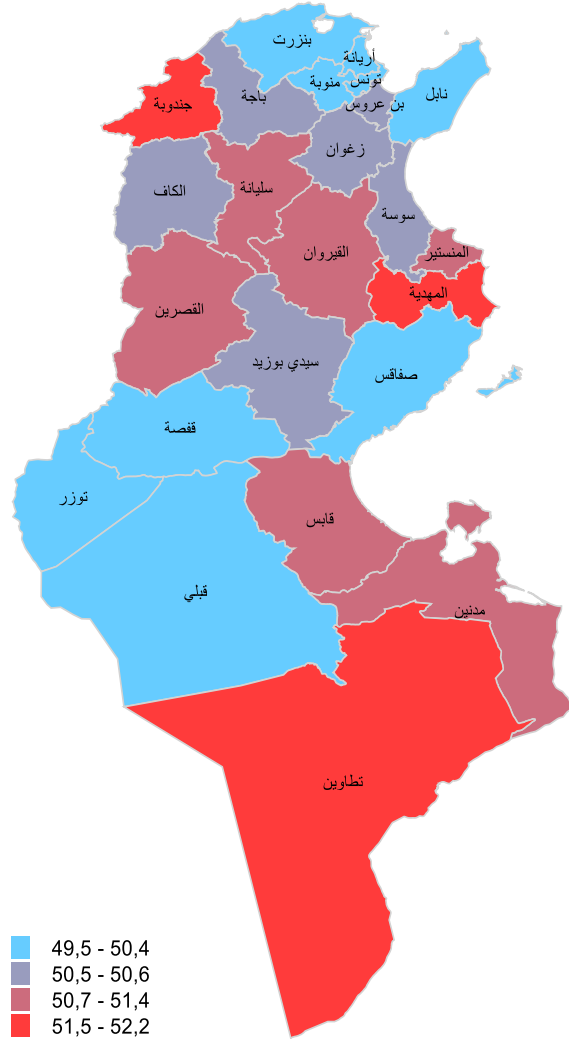 بنزرت
أريانة
تونس
منوبة
نابل
بن عروس
باجة
جندوبة
زغوان
سليانة
الكاف
سوسة
المنستير
القيروان
المهدية
القصرين
سيدي بوزيد
صفاقس
قفصة
توزر
قابس
قبلي
مدنين
تطاوين
49,5 - 50,4
50,5 - 50,6
50,7 - 51,4
51,5 - 52,2